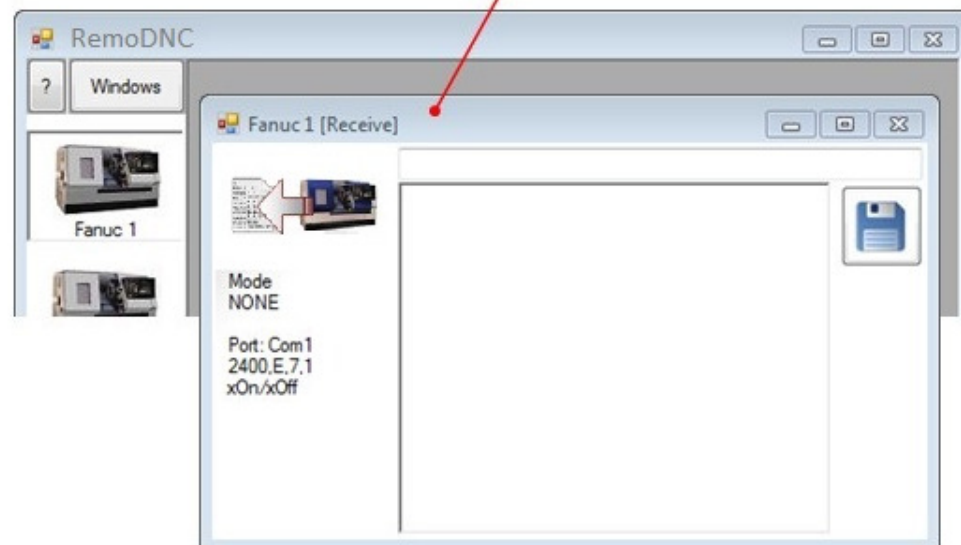 RemoDNC
? Windows
Fanuc 1 [Receive]
Fanuc 1
Mode
NONE
Port: Com1
2400,E,7,1
xOn/xOff